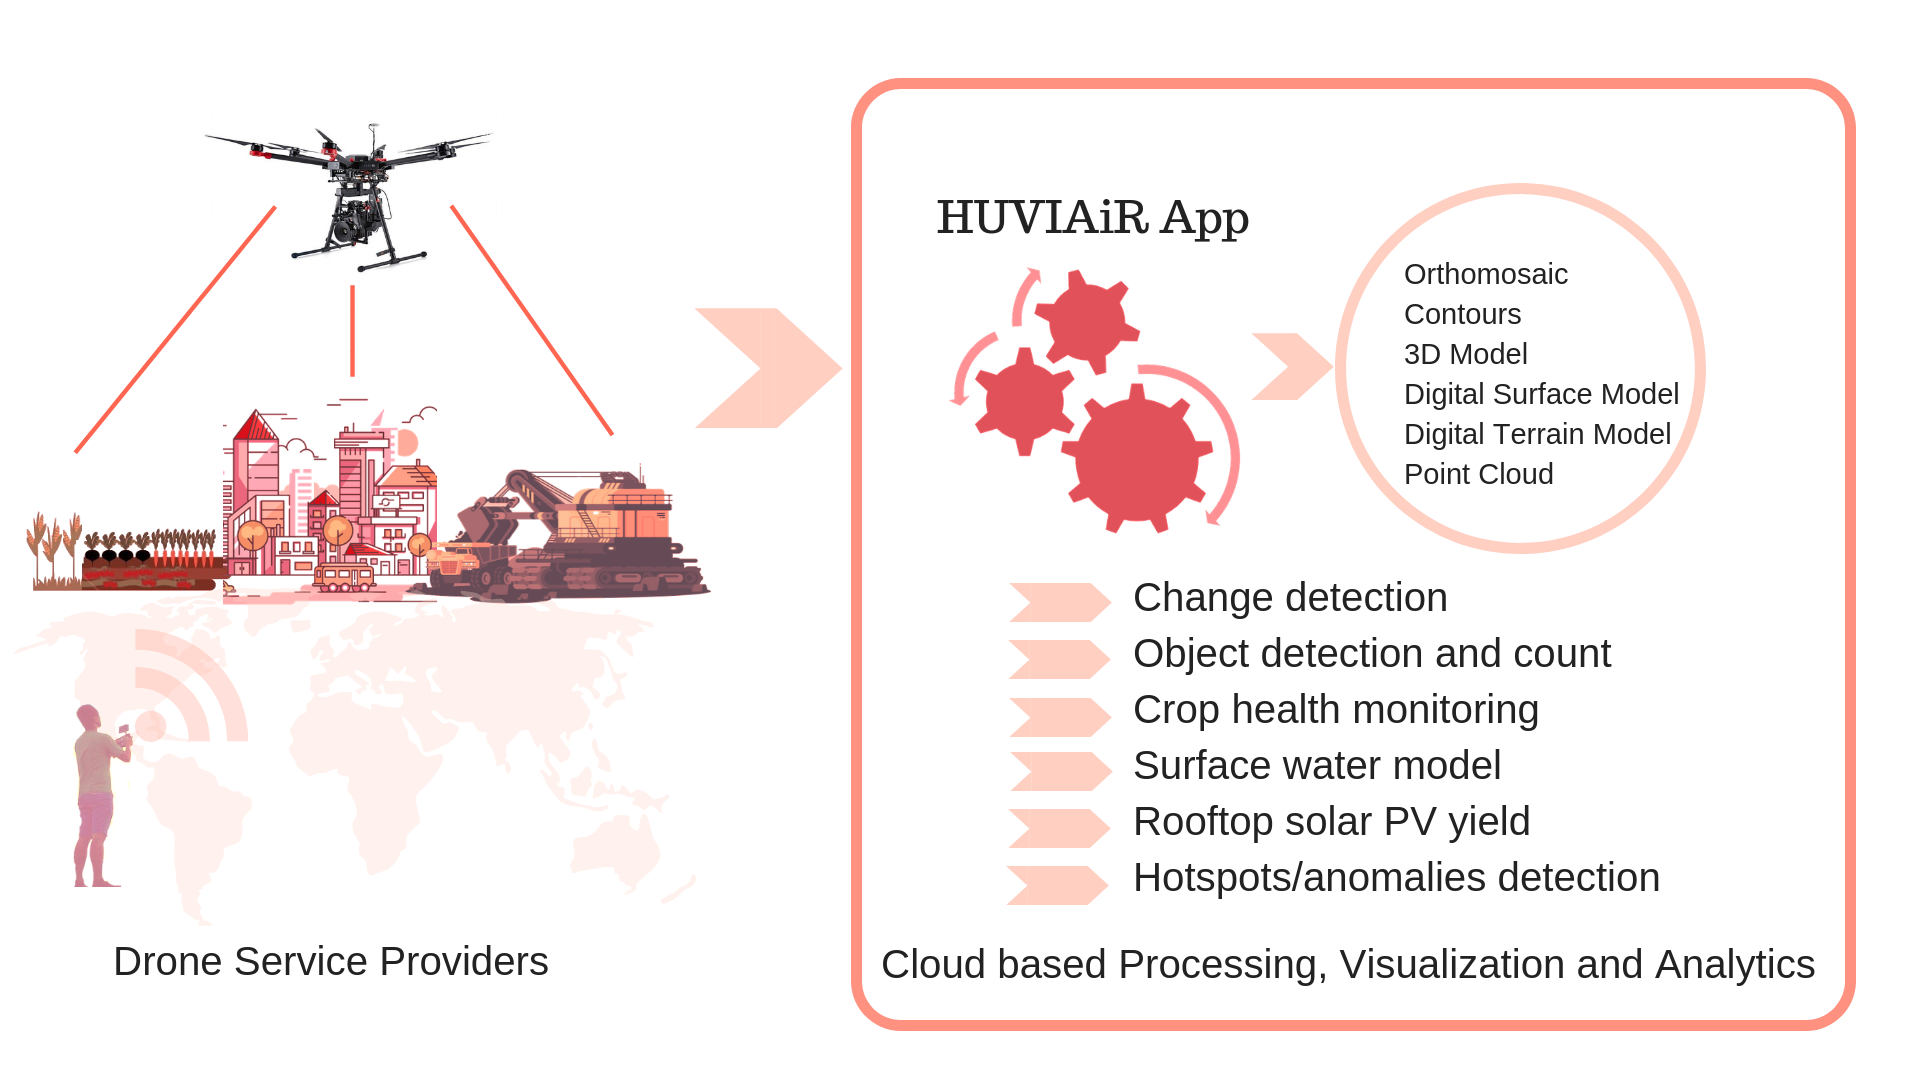 HUVIAiR App
Orthomosaic
Contours
3D Model
Digital Surface Model
Digital Terrain Model
Point Cloud
Change detection
Object detection and count
Crop health monitoring
Surface water model
Rooftop solar PV yield
Hotspots/anomalies detection
Drone Service Providers
Cloud based Processing, Visualization and Analytics